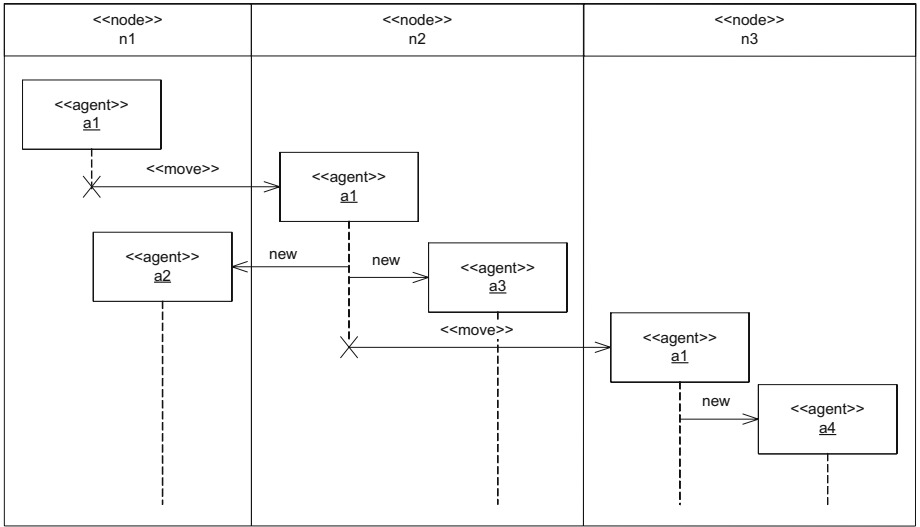 <<node>>
n1
<<node>>
n2
<<node>>
n3
<<agent>>
a1
<<move>>
<<agent>>
a1
<<agent>>
a2
new
new
<<agent>>
a3
<<move>>
<<agent>>
a1
new
<<agent>>
a4